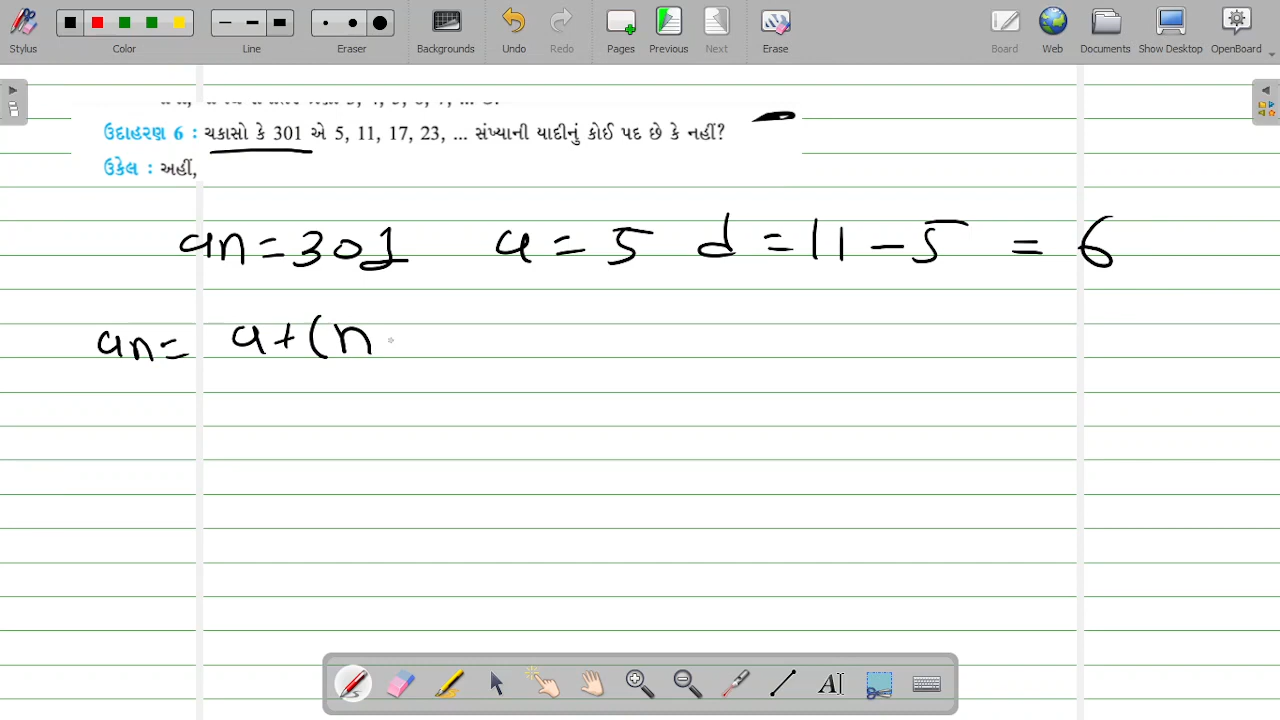 Stylus Color Line Eraser Backgrounds Undo Redo Pages Previous Next Erase Board Web Documents Show Desktop OpenBoard
ઉદાહરણ 6 : ચકાસો કે 301 એ 5, 11, 17, 23, ... સંખ્યાની યાદીનું કોઈ પદ છે કે નહીં?
ઉકેલ : અહીં,
an = 301 a = 5 d = 11 - 5 = 6
an = a + (n